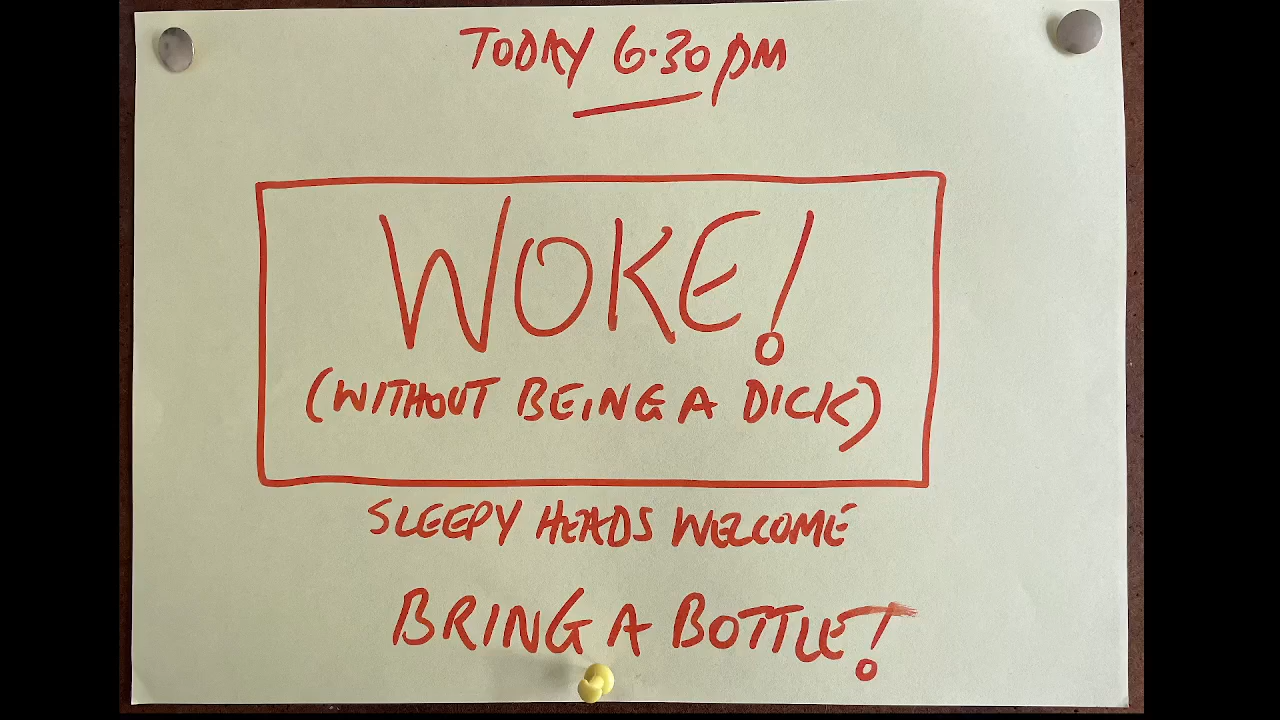 TODAY 6.30pm
WOKE!
(WITHOUT BEING A DICK)
SLEEPY HEADS WELCOME
BRING A BOTTLE!